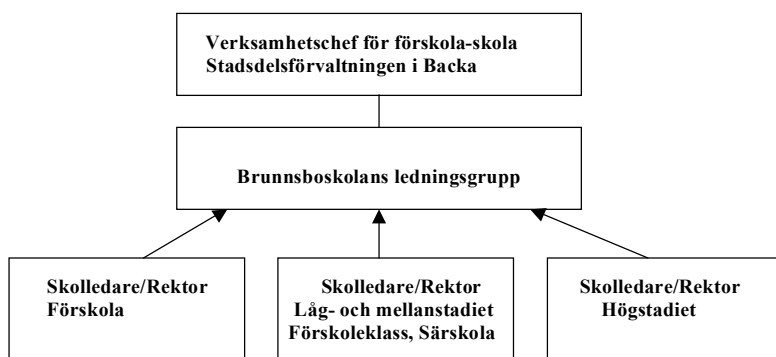 Verksamhetschef för förskola-skola
Stadsdelsförvaltningen i Backa
Brunnsboskolans ledningsgrupp
Skolledare/Rektor
Förskola
Skolledare/Rektor
Låg- och mellanstadiet
Förskoleklass, Särskola
Skolledare/Rektor
Högstadiet